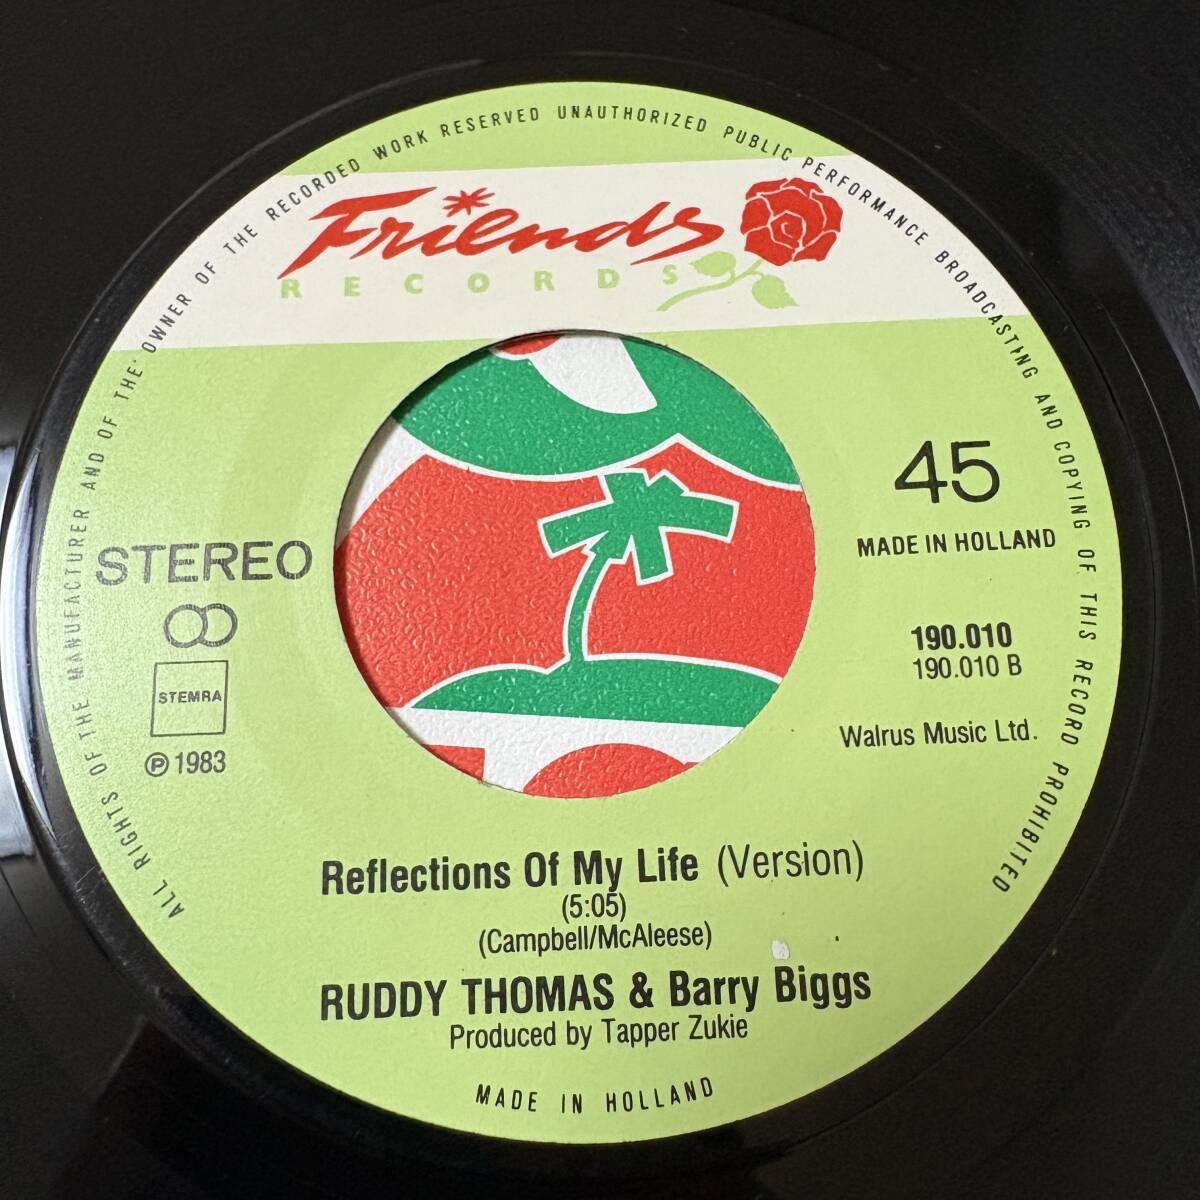 ALL RIGHTS OF THE MANUFACTURER AND OF THE OWNER OF THE RECORDED WORK RESERVED UNAUTHORIZED PUBLIC PERFORMANCE BROADCASTING AND COPYING OF THIS RECORD PROHIBITED
Friends
RECORDS
45
MADE IN HOLLAND
STEREO
STEMRA
℗ 1983
190.010
190.010 B
Walrus Music Ltd.
Reflections Of My Life (Version)
(5:05)
(Campbell/McAleese)
RUDDY THOMAS & Barry Biggs
Produced by Tapper Zukie
MADE IN HOLLAND